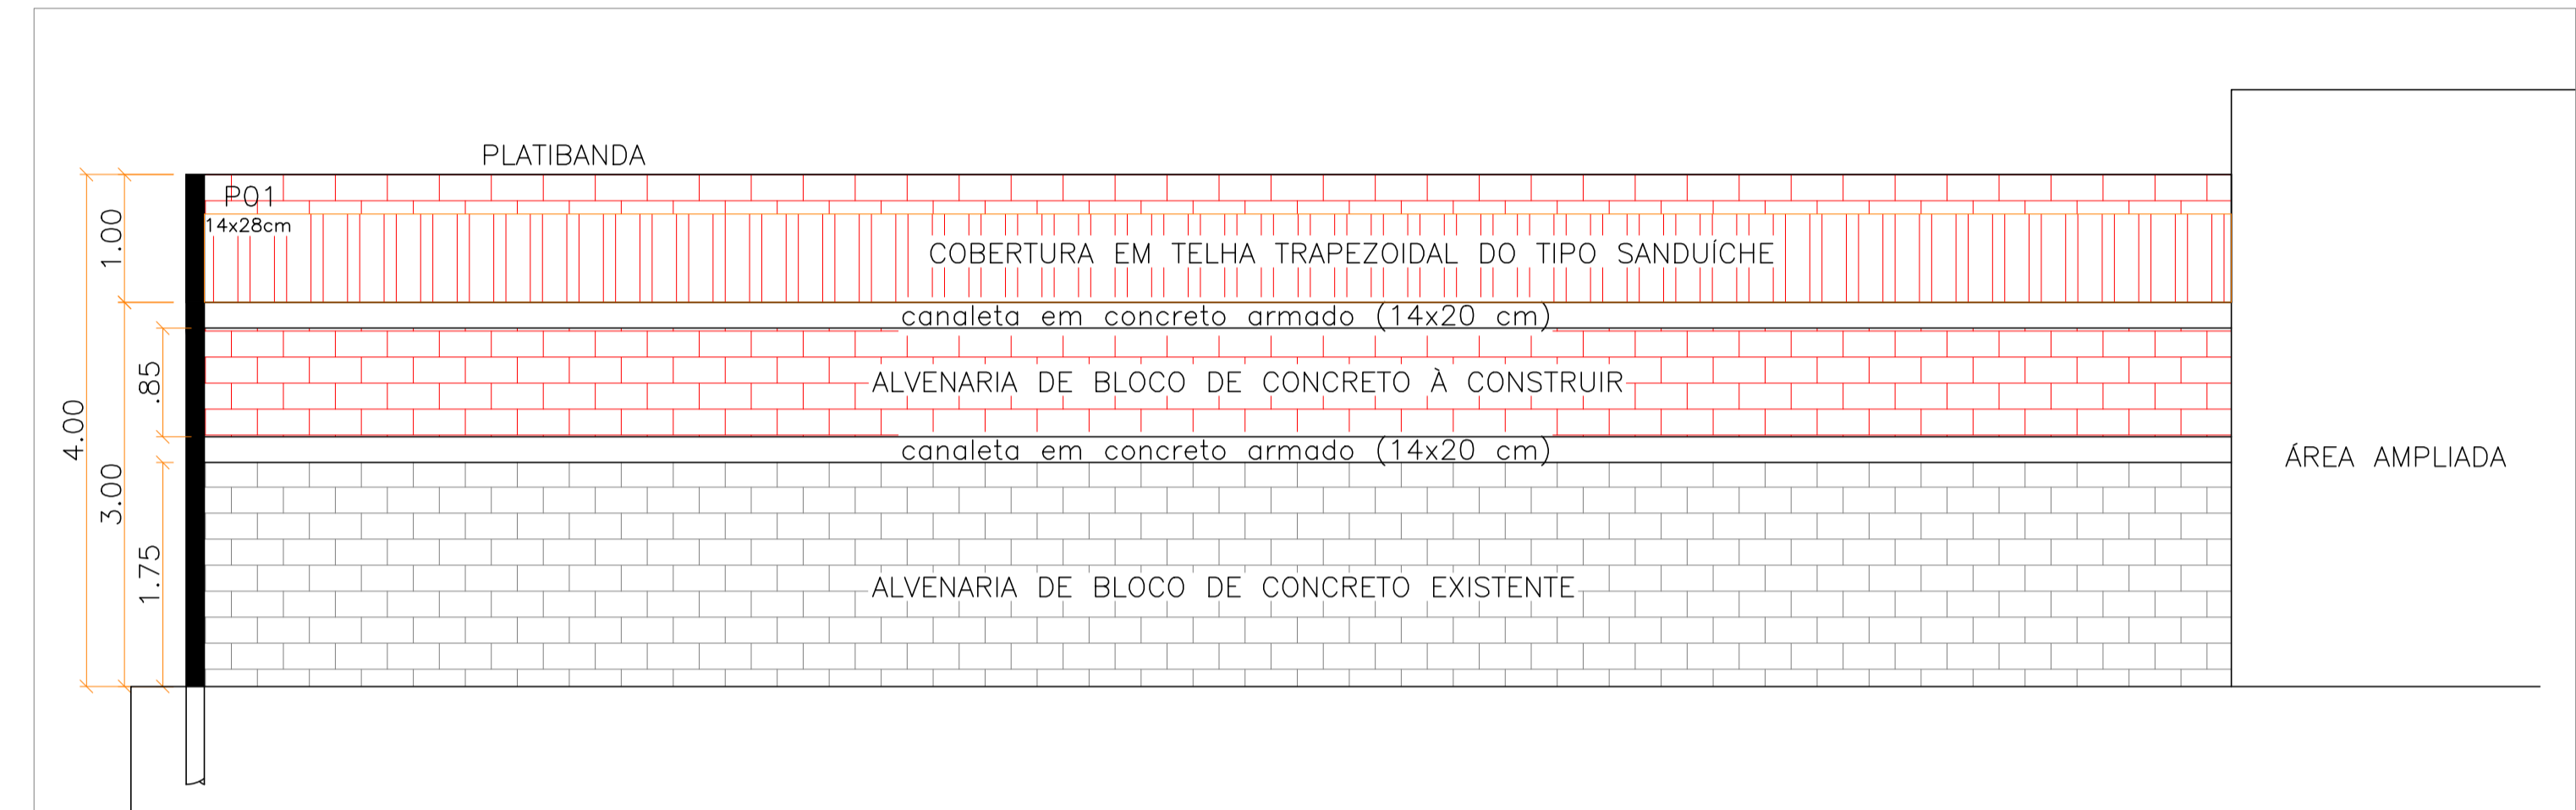 PLATIBANDA
P01
14x28cm
1.00
COBERTURA EM TELHA TRAPEZOIDAL DO TIPO SANDUÍCHE
canaleta em concreto armado (14x20 cm)
.85
ALVENARIA DE BLOCO DE CONCRETO À CONSTRUIR
4.00
canaleta em concreto armado (14x20 cm)
ÁREA AMPLIADA
3.00
1.75
ALVENARIA DE BLOCO DE CONCRETO EXISTENTE